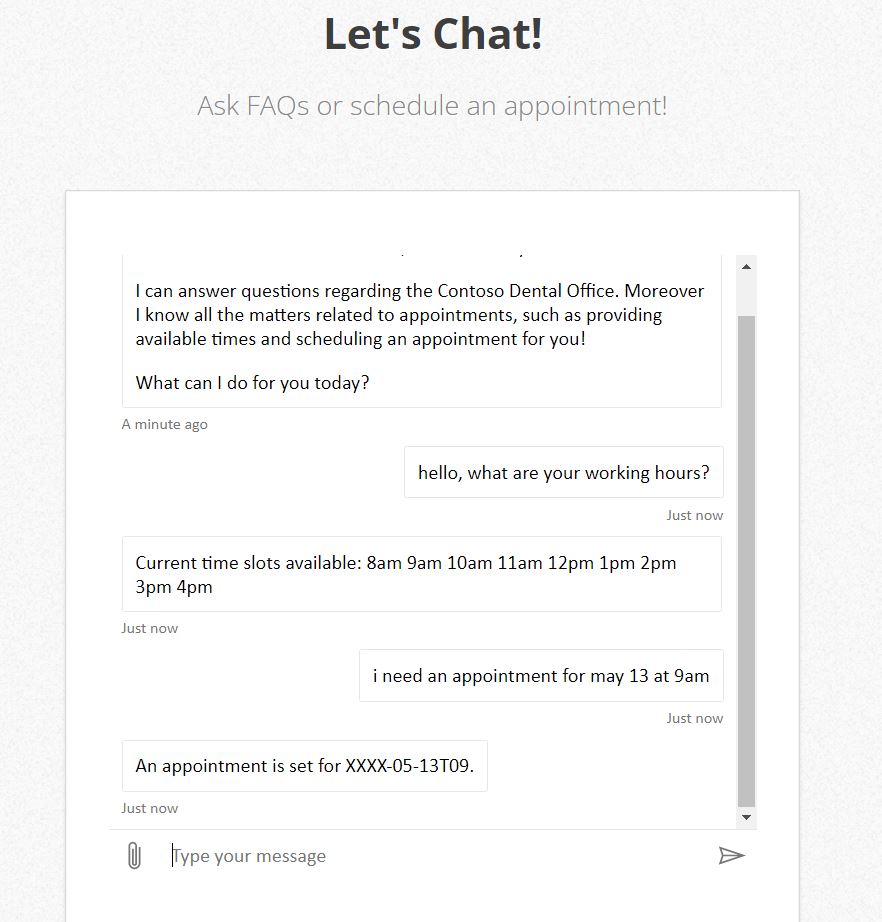 Let's Chat!
Ask FAQs or schedule an appointment!
I can answer questions regarding the Contoso Dental Office. Moreover
I know all the matters related to appointments, such as providing
available times and scheduling an appointment for you!
What can I do for you today?
A minute ago
hello, what are your working hours?
Just now
Current time slots available: 8am 9am 10am 11am 12pm 1pm 2pm
3pm 4pm
Just now
i need an appointment for may 13 at 9am
Just now
An appointment is set for XXXX-05-13T09.
Just now
Type your message